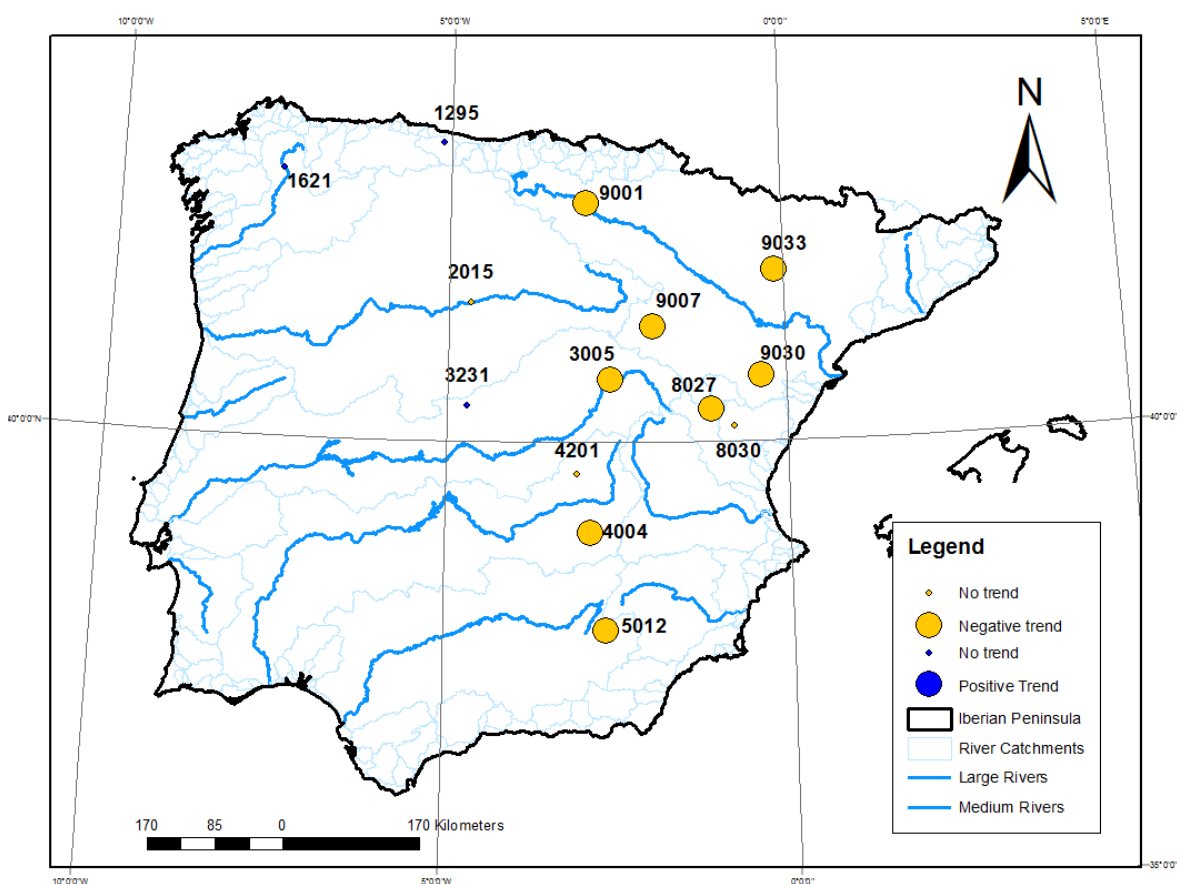 10°0'0"W
5°0'0"W
0°0'0"
5°0'0"E
N
1295
1621
9001
9033
2015
9007
3005
9030
3231
8027
40°0'0"N
40°0'0"N
4201
8030
4004
5012
Legend
No trend
Negative trend
No trend
Positive Trend
Iberian Peninsula
River Catchments
Large Rivers
Medium Rivers
170 85 0 170 Kilometers
35°0'0"
10°0'0"W
5°0'0"W
0°0'0"